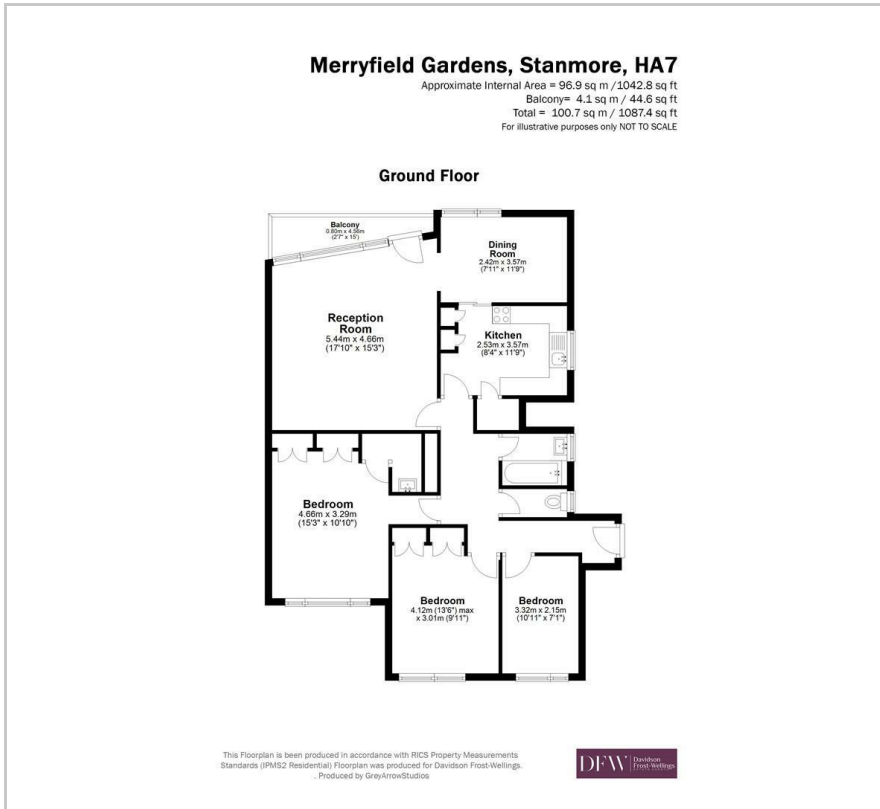 Merryfield Gardens, Stanmore, HA7
Approximate Internal Area = 96.9 sq m /1042.8 sq ft
Balcony= 4.1 sq m / 44.6 sq ft
Total = 100.7 sq m / 1087.4 sq ft
For illustrative purposes only NOT TO SCALE
Ground Floor
Balcony
0.80m x 4.56m
(2'7" x 15')
Dining
Room
2.42m x 3.57m
(7'11" x 11'9")
Reception
Room
5.44m x 4.66m
(17'10" x 15'3")
Kitchen
2.53m x 3.57m
(8'4" x 11'9")
Bedroom
4.66m x 3.29m
(15'3" x 10'10")
Bedroom
4.12m (13'6") max
x 3.01m (9'11")
Bedroom
3.32m x 2.15m
(10'11" x 7'1")
This Floorplan is been produced in accordance with RICS Property Measurements
Standards (IPMS2 Residential) Floorplan was produced for Davidson Frost-Wellings.
. Produced by GreyArrowStudios
DFW
Davidson
Frost-Wellings